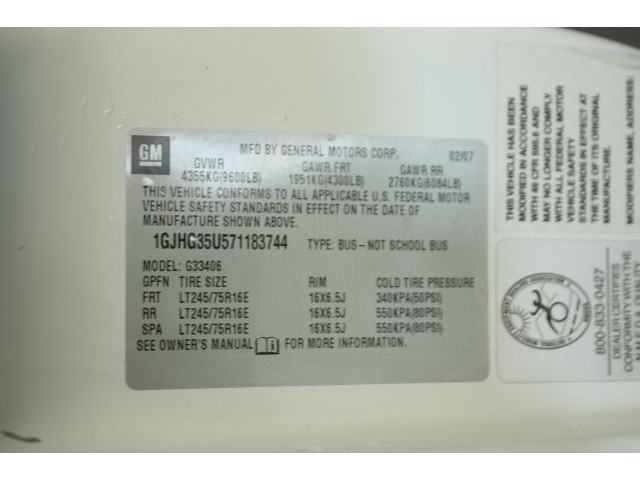 GM
MFD BY GENERAL MOTORS CORP. 02/07
GVWR GAWR FRT GAWR RR
4355KG(9600LB) 1951KG(4300LB) 2760KG(6084LB)
THIS VEHICLE CONFORMS TO ALL APPLICABLE U.S. FEDERAL MOTOR
VEHICLE SAFETY STANDARDS IN EFFECT ON THE DATE OF
MANUFACTURE SHOWN ABOVE.
1GJHG35U571183744 TYPE: BUS-NOT SCHOOL BUS
MODEL: G33406
GPFN TIRE SIZE RIM COLD TIRE PRESSURE
FRT LT245/75R16E 16X6.5J 340KPA(50PSI)
RR LT245/75R16E 16X6.5J 550KPA(80PSI)
SPA LT245/75R16E 16X6.5J 550KPA(80PSI)
SEE OWNER'S MANUAL FOR MORE INFORMATION.
THIS VEHICLE HAS BEEN
MODIFIED IN ACCORDANCE
WITH 49 CFR 595.6 AND
MAY NO LONGER COMPLY
WITH ALL FEDERAL MOTOR
VEHICLE SAFETY
STANDARDS IN EFFECT AT
THE TIME OF ITS ORIGINAL
MANUFACTURE.
MODIFIERS NAME/ADDRESS:
800-833-0427
DEALER CERTIFIES
CONFORMITY WITH THE